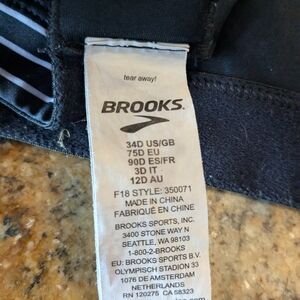 tear away!
BROOKS
34D US/GB
75D EU
90D ES/FR
3D IT
12D AU
F18 STYLE: 350071
MADE IN CHINA
FABRIQUÉ EN CHINE
BROOKS SPORTS, INC.
3400 STONE WAY N
SEATTLE, WA 98103
1-800-2-BROOKS
EU: BROOKS SPORTS B.V.
OLYMPISCH STADION 33
1076 DE AMSTERDAM
NETHERLANDS
RN 120275 CA 58323